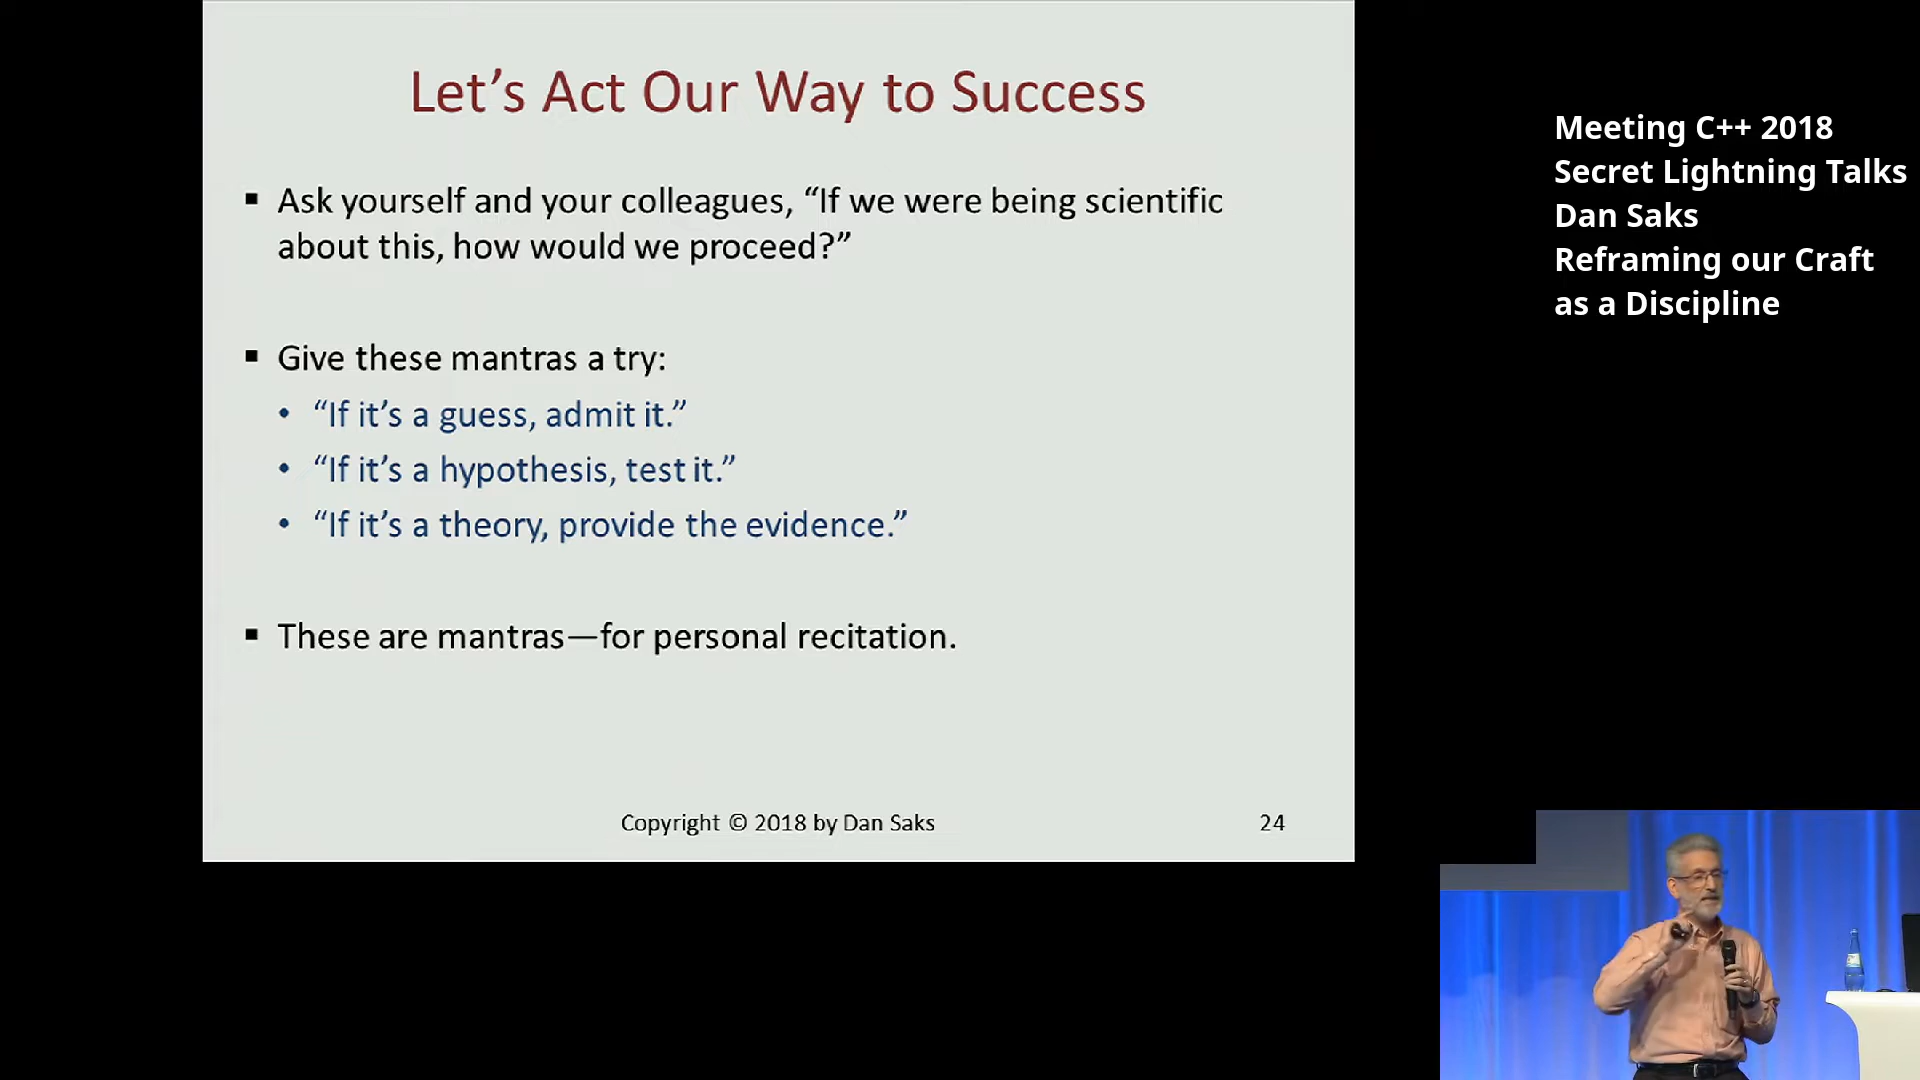 Let’s Act Our Way to Success
▪ Ask yourself and your colleagues, “If we were being scientific
about this, how would we proceed?”
▪ Give these mantras a try:
• “If it’s a guess, admit it.”
• “If it’s a hypothesis, test it.”
• “If it’s a theory, provide the evidence.”
▪ These are mantras—for personal recitation.
Copyright © 2018 by Dan Saks
24
Meeting C++ 2018
Secret Lightning Talks
Dan Saks
Reframing our Craft
as a Discipline